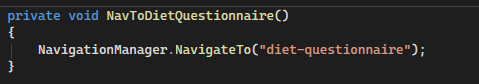 private void NavToDietQuestionnaire()
{
    NavigationManager.NavigateTo("diet-questionnaire");
}